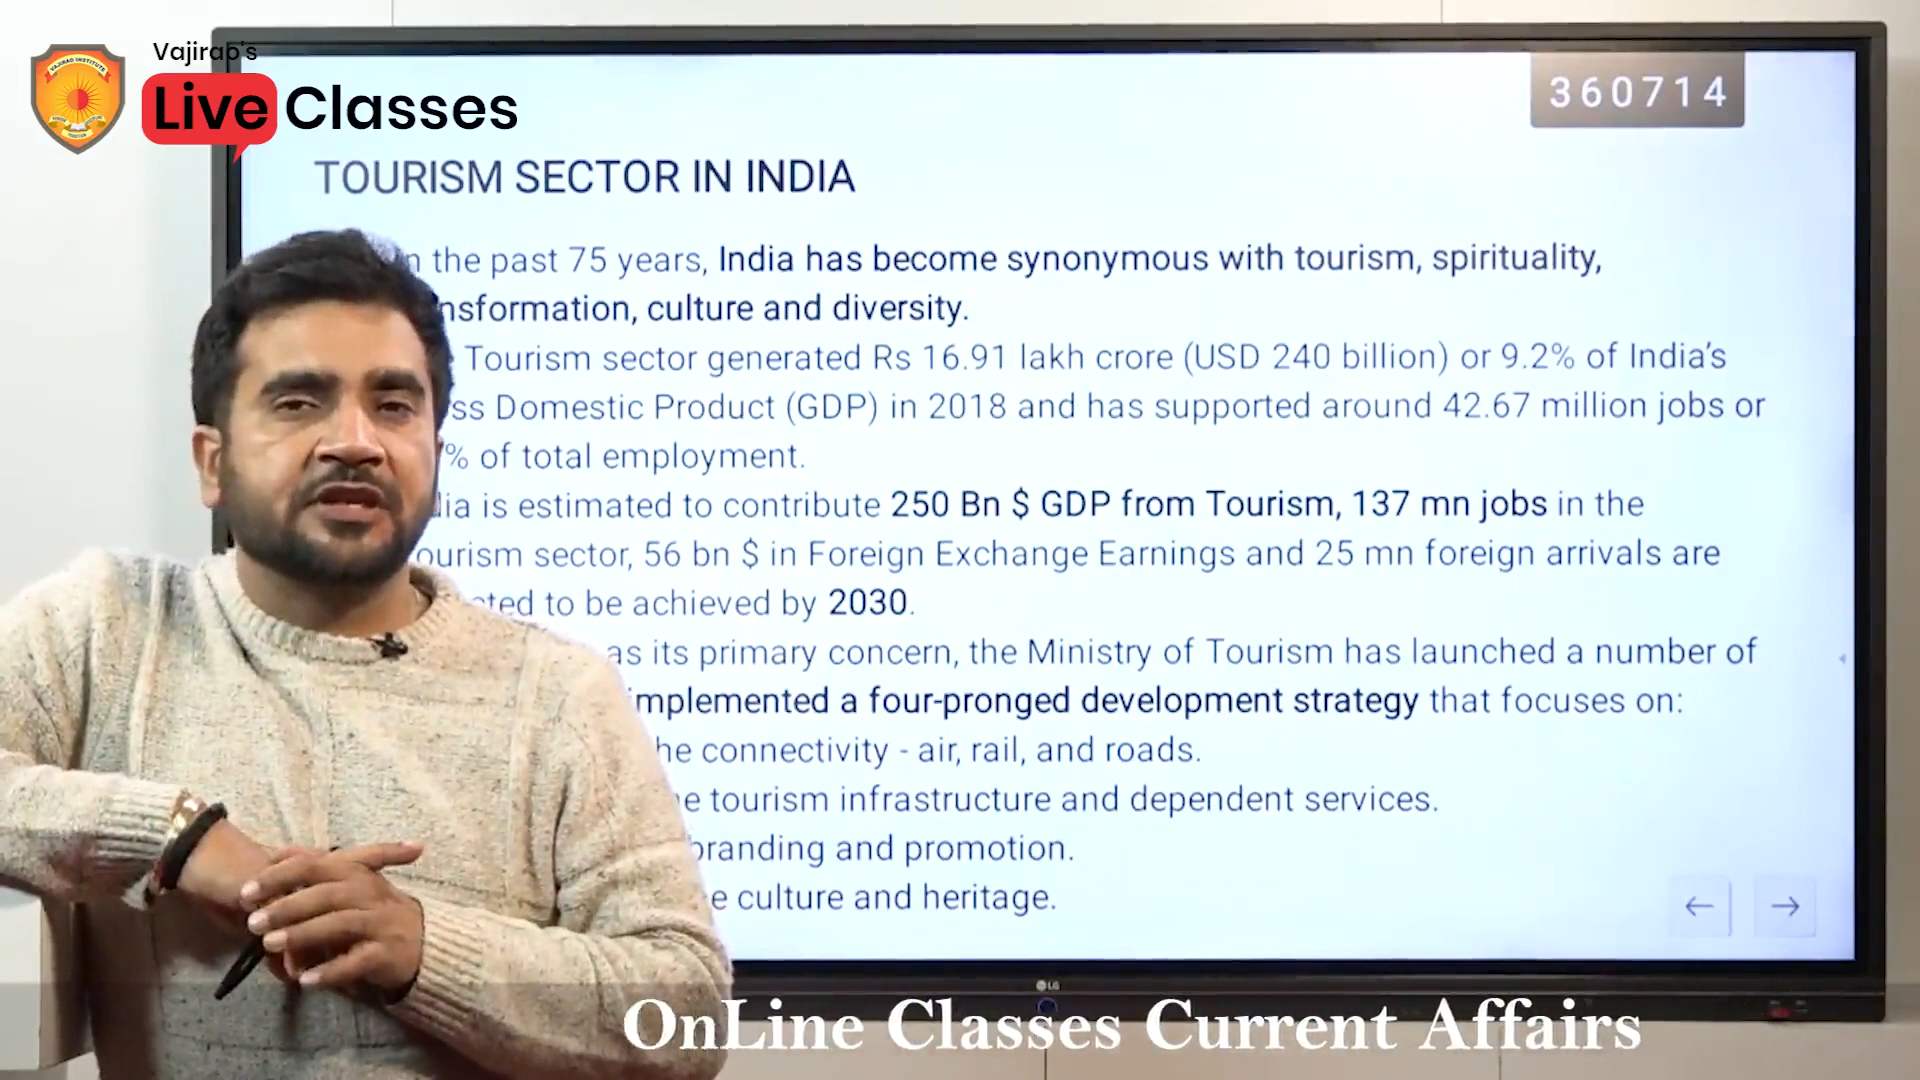 VAJIRAO INSTITUTE
Vajirao's
Live Classes
360714
TOURISM SECTOR IN INDIA
n the past 75 years, India has become synonymous with tourism, spirituality,
nsformation, culture and diversity.
Tourism sector generated Rs 16.91 lakh crore (USD 240 billion) or 9.2% of India's
ss Domestic Product (GDP) in 2018 and has supported around 42.67 million jobs or
% of total employment.
dia is estimated to contribute 250 Bn $ GDP from Tourism, 137 mn jobs in the
ourism sector, 56 bn $ in Foreign Exchange Earnings and 25 mn foreign arrivals are
ted to be achieved by 2030.
as its primary concern, the Ministry of Tourism has launched a number of
implemented a four-pronged development strategy that focuses on:
he connectivity - air, rail, and roads.
e tourism infrastructure and dependent services.
branding and promotion.
e culture and heritage.
LG
OnLine Classes Current Affairs